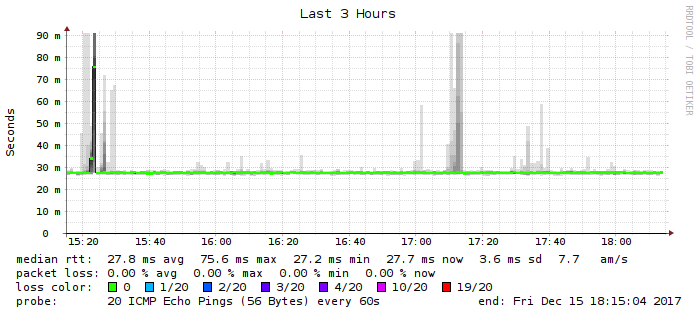 Last 3 Hours
RRDTOOL / TOBI OETIKER
Seconds
90 m
80 m
70 m
60 m
50 m
40 m
30 m
20 m
10 m
0
15:20 15:40 16:00 16:20 16:40 17:00 17:20 17:40 18:00
median rtt: 27.8 ms avg 75.6 ms max 27.2 ms min 27.7 ms now 3.6 ms sd 7.7 am/s
packet loss: 0.00 % avg 0.00 % max 0.00 % min 0.00 % now
loss color: 0 1/20 2/20 3/20 4/20 10/20 19/20
probe: 20 ICMP Echo Pings (56 Bytes) every 60s end: Fri Dec 15 18:15:04 2017